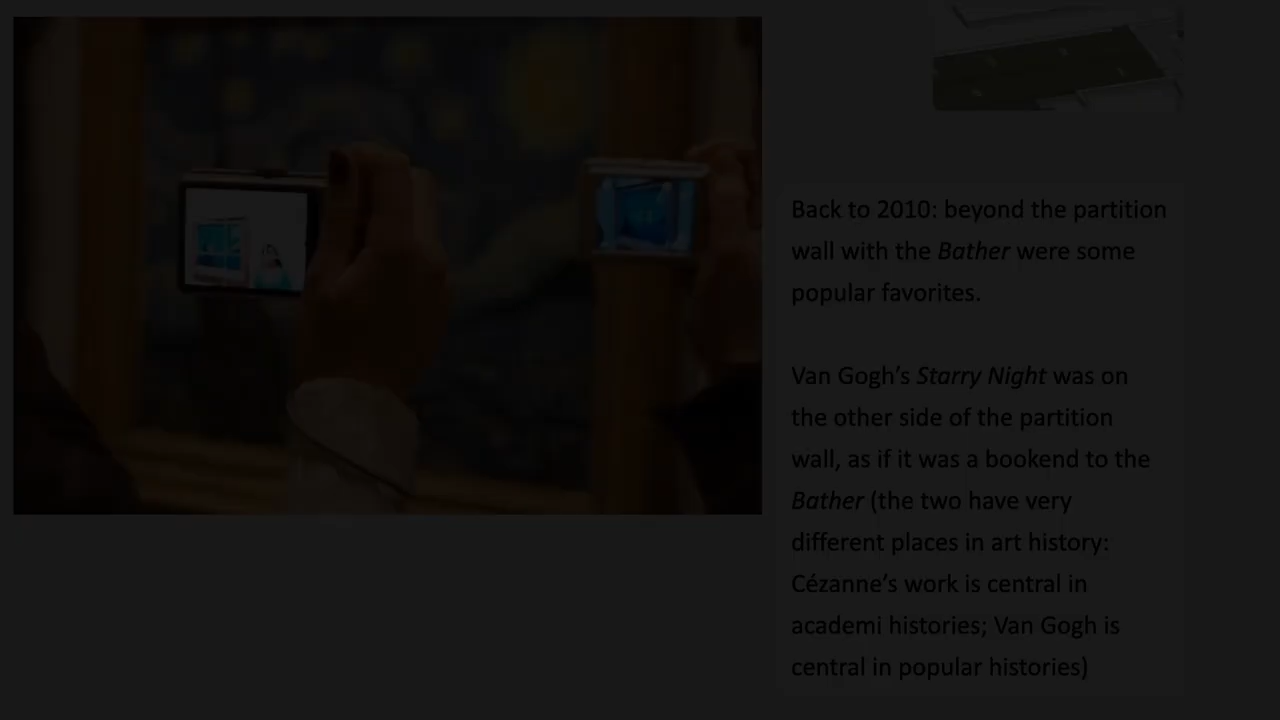 Back to 2010: beyond the partition
wall with the Bather were some
popular favorites.
Van Gogh's Starry Night was on
the other side of the partition
wall, as if it was a bookend to the
Bather (the two have very
different places in art history:
Cézanne's work is central in
academi histories; Van Gogh is
central in popular histories)